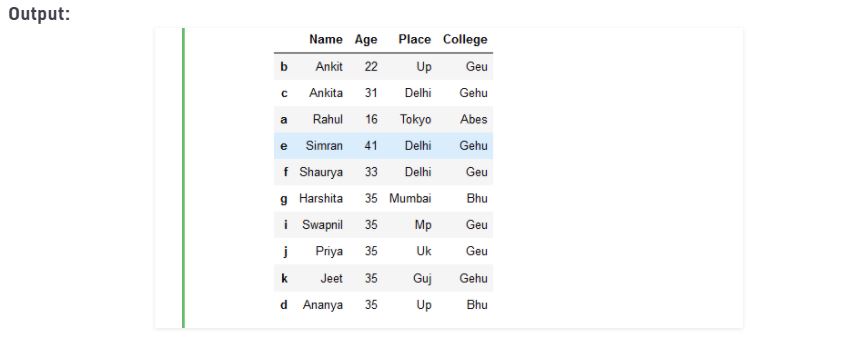 Output:
Name Age Place College
b Ankit 22 Up Geu
c Ankita 31 Delhi Gehu
a Rahul 16 Tokyo Abes
e Simran 41 Delhi Gehu
f Shaurya 33 Delhi Geu
g Harshita 35 Mumbai Bhu
i Swapnil 35 Mp Geu
j Priya 35 Uk Geu
k Jeet 35 Guj Gehu
d Ananya 35 Up Bhu